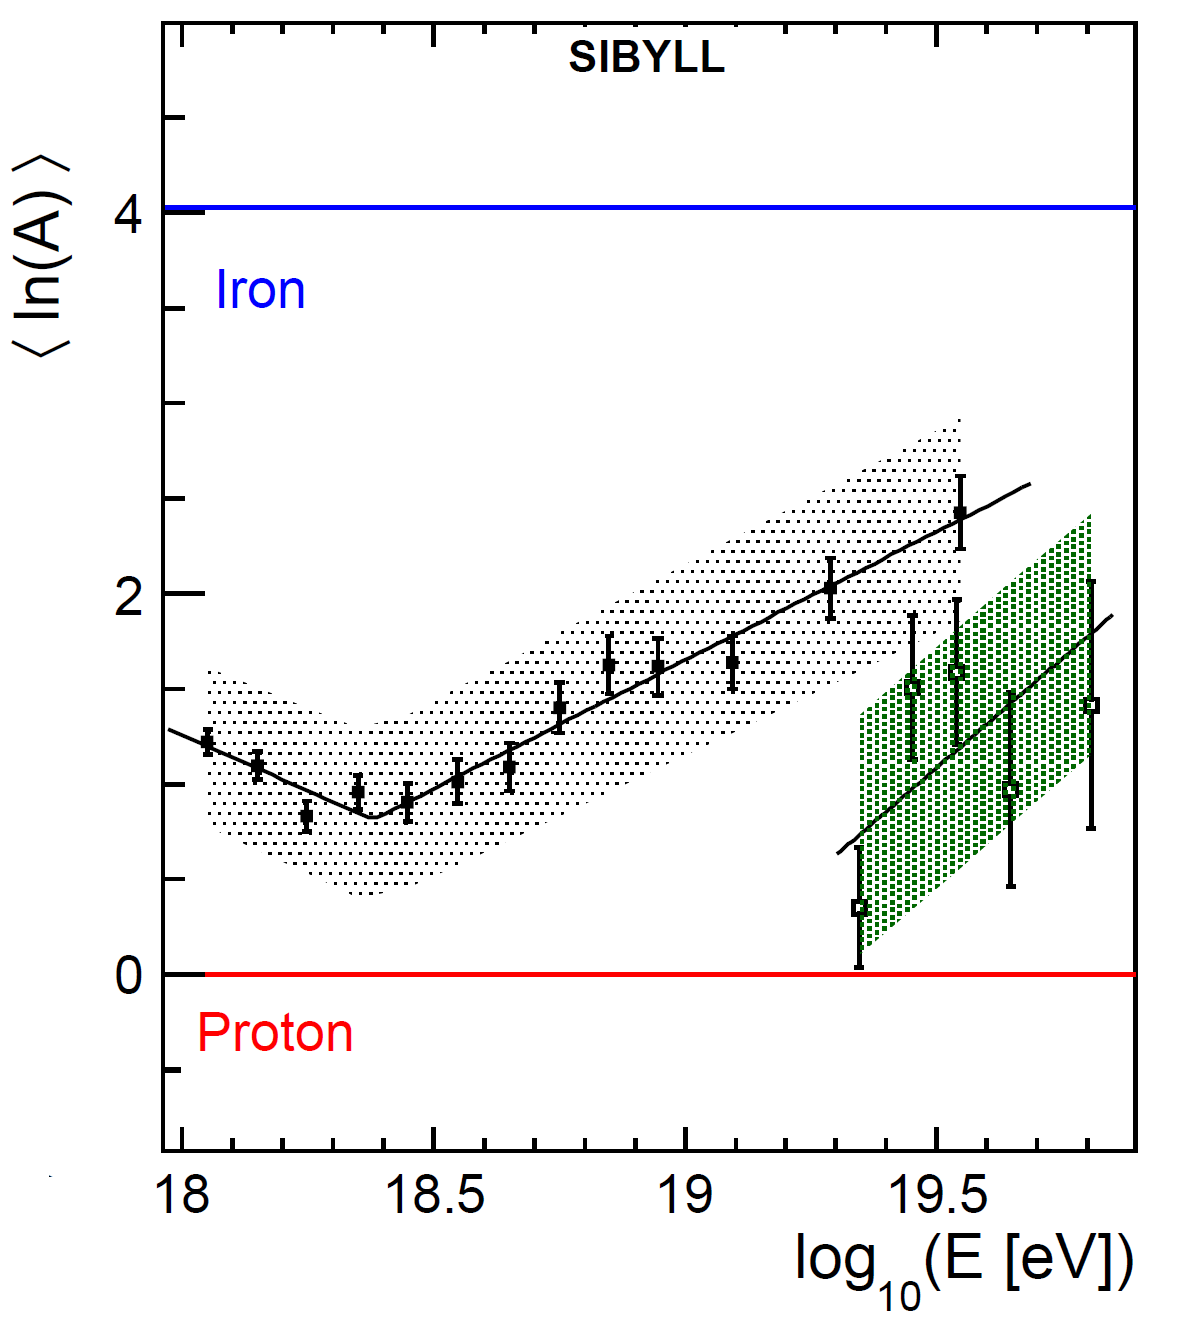 SIBYLL
⟨ ln(A) ⟩
4
Iron
2
0
Proton
18 18.5 19 19.5
log₁₀(E [eV])